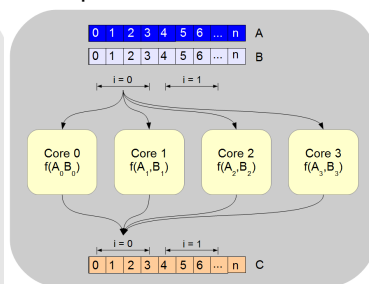 0 1 2 3 4 5 6 ... n A
0 1 2 3 4 5 6 ... n B
i = 0 i = 1
Core 0 Core 1 Core 2 Core 3
f(A₀B₀) f(A₁,B₁) f(A₂,B₂) f(A₃,B₃)
i = 0 i = 1
0 1 2 3 4 5 6 ... n C